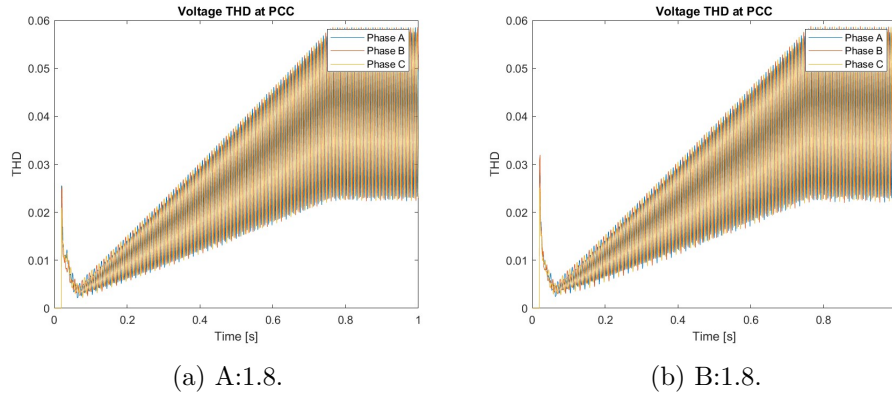 Voltage THD at PCC
0.06
0.05
0.04
0.03
0.02
0.01
0
THD
Phase A
Phase B
Phase C
0 0.2 0.4 0.6 0.8 1
Time [s]
(a) A:1.8.
Voltage THD at PCC
0.06
0.05
0.04
0.03
0.02
0.01
0
THD
Phase A
Phase B
Phase C
0 0.2 0.4 0.6 0.8
Time [s]
(b) B:1.8.